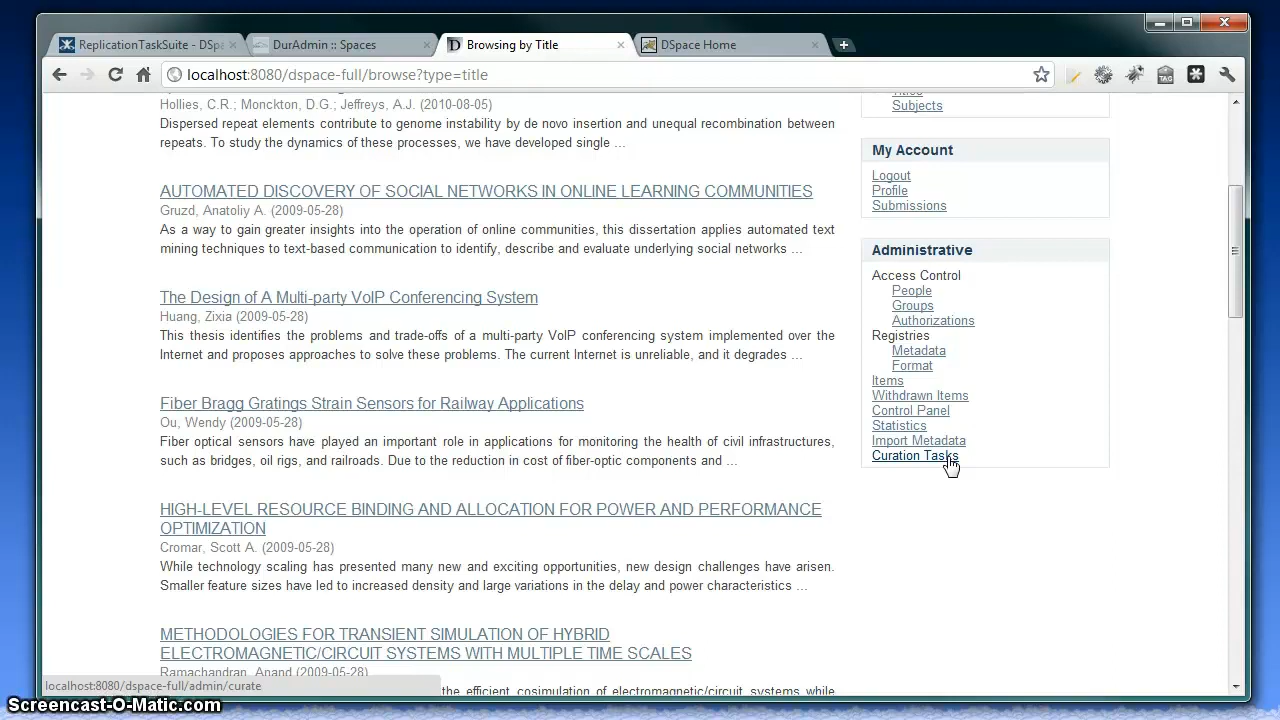 ReplicationTaskSuite - DSp
DurAdmin :: Spaces
Browsing by Title
DSpace Home
localhost:8080/dspace-full/browse?type=title
TAG
Hollies, C.R.; Monckton, D.G.; Jeffreys, A.J. (2010-08-05)
Dispersed repeat elements contribute to genome instability by de novo insertion and unequal recombination between
repeats. To study the dynamics of these processes, we have developed single ...
AUTOMATED DISCOVERY OF SOCIAL NETWORKS IN ONLINE LEARNING COMMUNITIES
Gruzd, Anatoliy A. (2009-05-28)
As a way to gain greater insights into the operation of online communities, this dissertation applies automated text
mining techniques to text-based communication to identify, describe and evaluate underlying social networks ...
The Design of A Multi-party VoIP Conferencing System
Huang, Zixia (2009-05-28)
This thesis identifies the problems and trade-offs of a multi-party VoIP conferencing system implemented over the
Internet and proposes approaches to solve these problems. The current Internet is unreliable, and it degrades ...
Fiber Bragg Gratings Strain Sensors for Railway Applications
Ou, Wendy (2009-05-28)
Fiber optical sensors have played an important role in applications for monitoring the health of civil infrastructures,
such as bridges, oil rigs, and railroads. Due to the reduction in cost of fiber-optic components and ...
HIGH-LEVEL RESOURCE BINDING AND ALLOCATION FOR POWER AND PERFORMANCE
OPTIMIZATION
Cromar, Scott A. (2009-05-28)
While technology scaling has presented many new and exciting opportunities, new design challenges have arisen.
Smaller feature sizes have led to increased density and large variations in the delay and power characteristics ...
METHODOLOGIES FOR TRANSIENT SIMULATION OF HYBRID
ELECTROMAGNETIC/CIRCUIT SYSTEMS WITH MULTIPLE TIME SCALES
Ramachandran, Anand (2009-05-28)
the efficient cosimulation of electromagnetic/circuit systems while
Titles
Subjects
My Account
Logout
Profile
Submissions
Administrative
Access Control
People
Groups
Authorizations
Registries
Metadata
Format
Items
Withdrawn Items
Control Panel
Statistics
Import Metadata
Curation Tasks
localhost:8080/dspace-full/admin/curate
Screencast-O-Matic.com